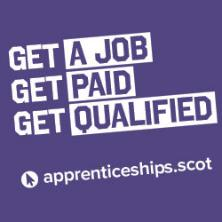 GET A JOB
GET PAID
GET QUALIFIED
apprenticeships.scot